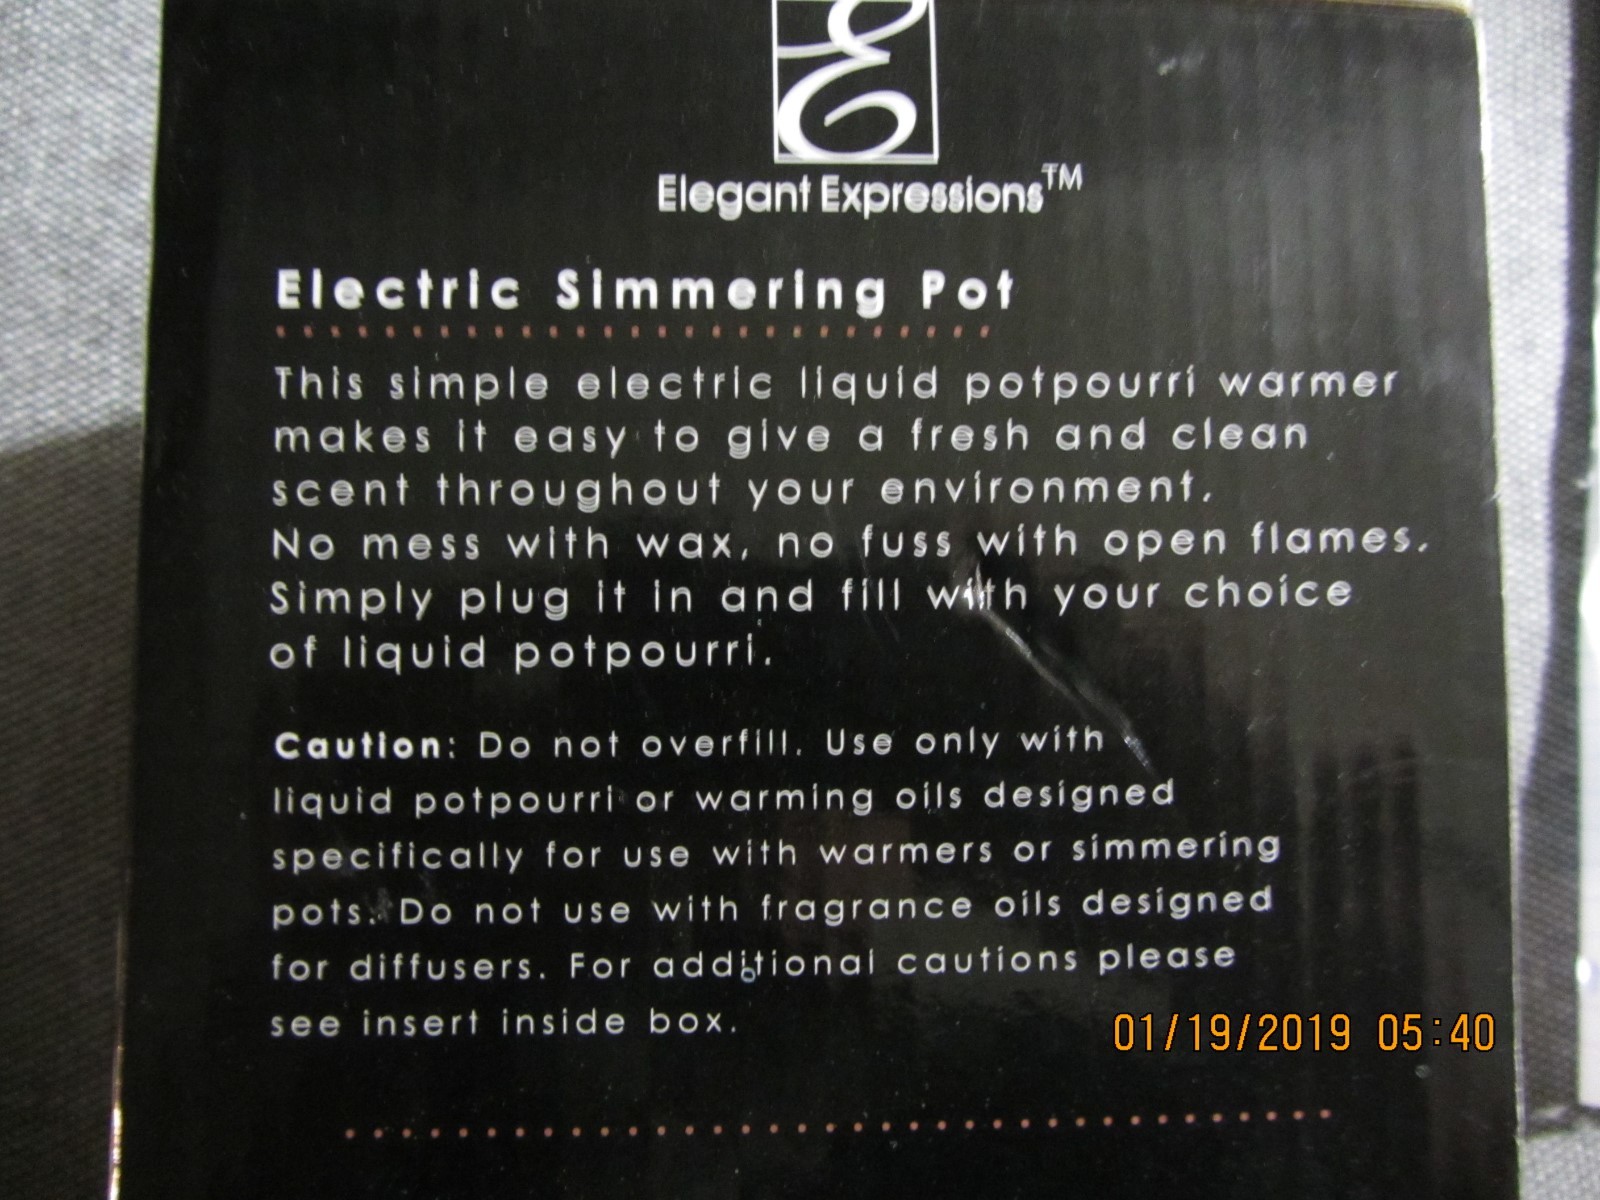 E
Elegant Expressions™
Electric Simmering Pot
This simple electric liquid potpourri warmer
makes it easy to give a fresh and clean
scent throughout your environment.
No mess with wax, no fuss with open flames.
Simply plug it in and fill with your choice
of liquid potpourri.
Caution: Do not overfill. Use only with
liquid potpourri or warming oils designed
specifically for use with warmers or simmering
pots. Do not use with fragrance oils designed
for diffusers. For additional cautions please
see insert inside box.
01/19/2019 05:40